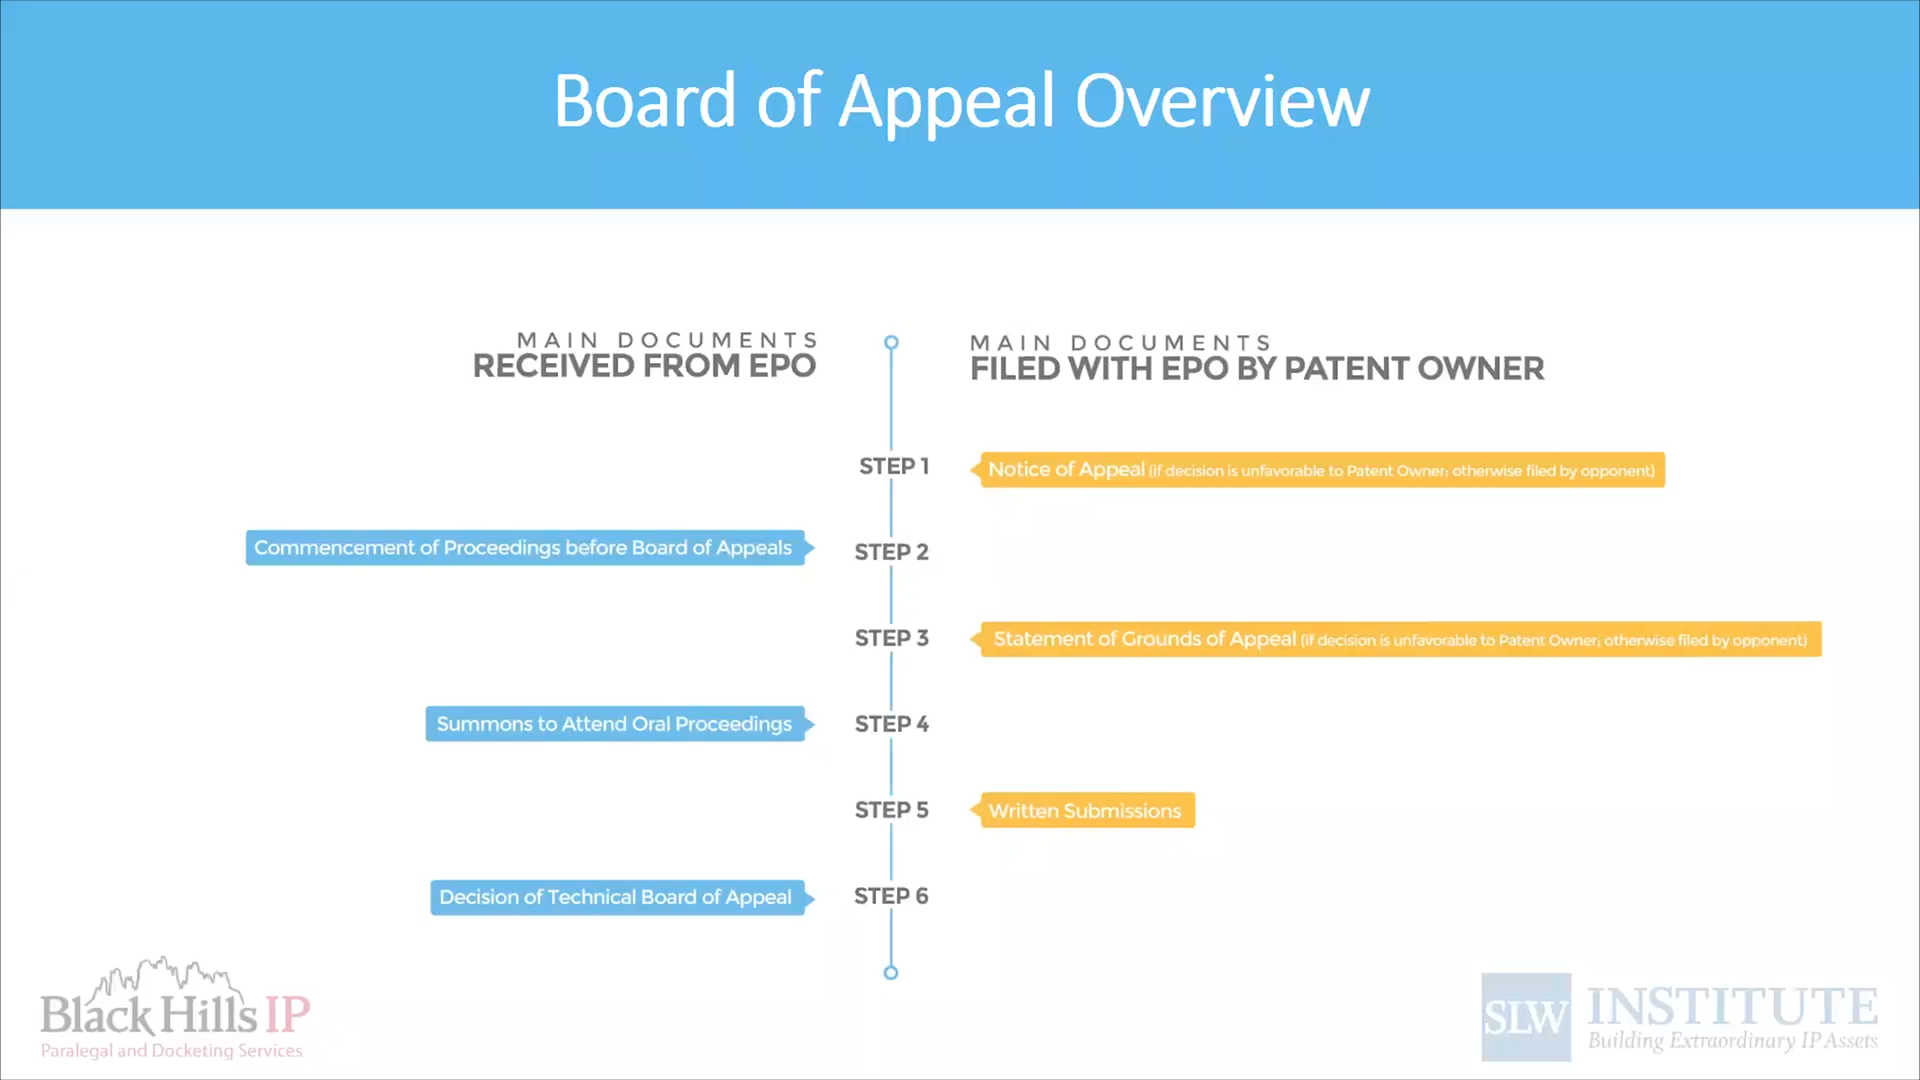 Board of Appeal Overview
MAIN DOCUMENTS
RECEIVED FROM EPO
MAIN DOCUMENTS
FILED WITH EPO BY PATENT OWNER
STEP 1
Notice of Appeal (if decision is unfavorable to Patent Owner; otherwise filed by opponent)
Commencement of Proceedings before Board of Appeals
STEP 2
STEP 3
Statement of Grounds of Appeal (if decision is unfavorable to Patent Owner; otherwise filed by opponent)
Summons to Attend Oral Proceedings
STEP 4
STEP 5
Written Submissions
Decision of Technical Board of Appeal
STEP 6
Black Hills IP
Paralegal and Docketing Services
SLW INSTITUTE
Building Extraordinary IP Assets